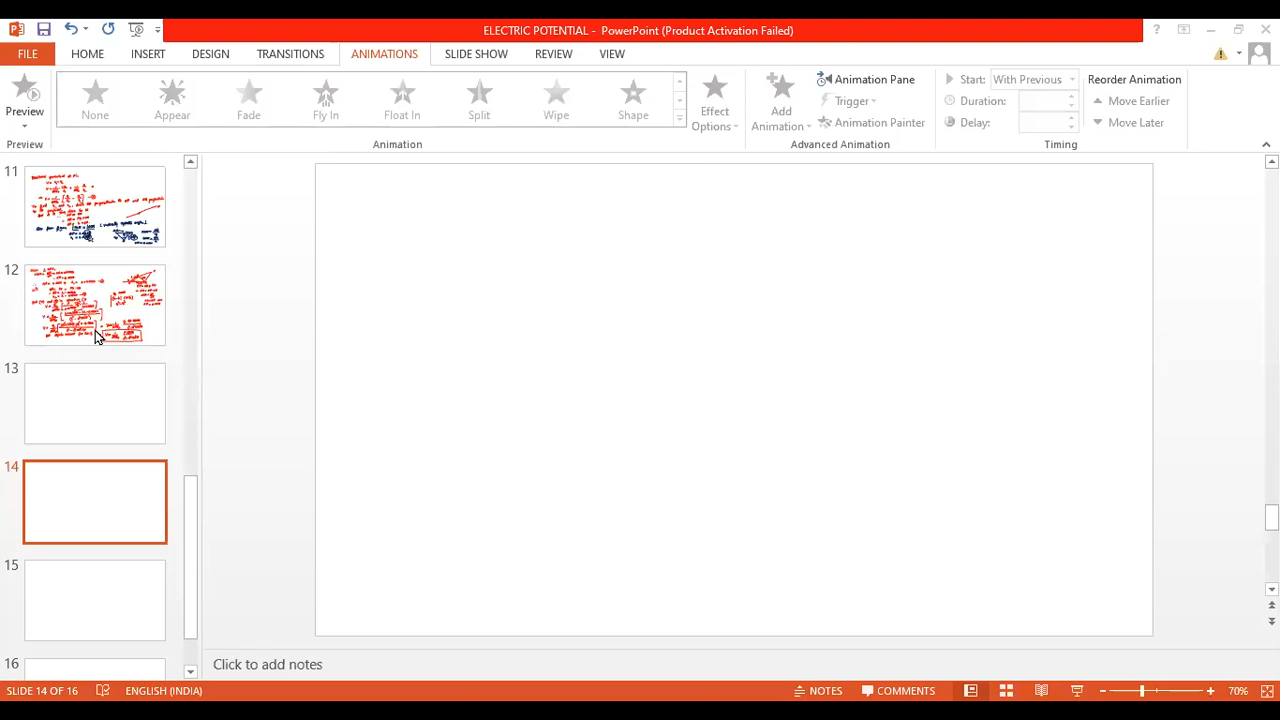 ELECTRIC POTENTIAL - PowerPoint (Product Activation Failed)
?
FILE HOME INSERT DESIGN TRANSITIONS ANIMATIONS SLIDE SHOW REVIEW VIEW
Preview
None Appear Fade Fly In Float In Split Wipe Shape
Effect Options
Add Animation
Animation Pane
Trigger
Animation Painter
Start: With Previous
Duration:
Delay:
Reorder Animation
Move Earlier
Move Later
Preview Animation Advanced Animation Timing
11
12
13
14
15
16
Click to add notes
SLIDE 14 OF 16 ENGLISH (INDIA) NOTES COMMENTS 70%